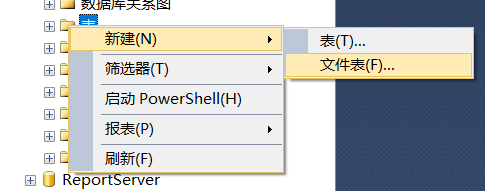 数据库关系图
表
新建(N)
表(T)...
文件表(F)...
筛选器(T)
启动 PowerShell(H)
报表(P)
刷新(F)
ReportServer